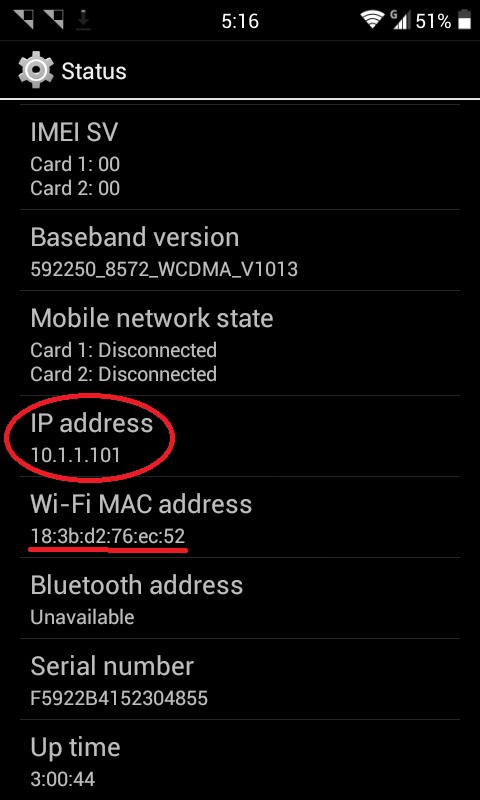 5:16
G
51%
Status
IMEI SV
Card 1: 00
Card 2: 00
Baseband version
592250_8572_WCDMA_V1013
Mobile network state
Card 1: Disconnected
Card 2: Disconnected
IP address
10.1.1.101
Wi-Fi MAC address
18:3b:d2:76:ec:52
Bluetooth address
Unavailable
Serial number
F5922B4152304855
Up time
3:00:44